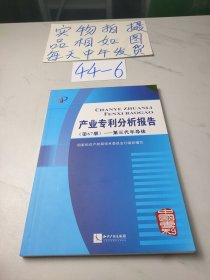 实物拍摄
品相如图
每天中午发货
44-6
CHANYE ZHUANLI
FENXI BAOGAO
产业专利分析报告
（第67册）——第三代半导体
国家知识产权局学术委员会◎组织编写
知识产权出版社